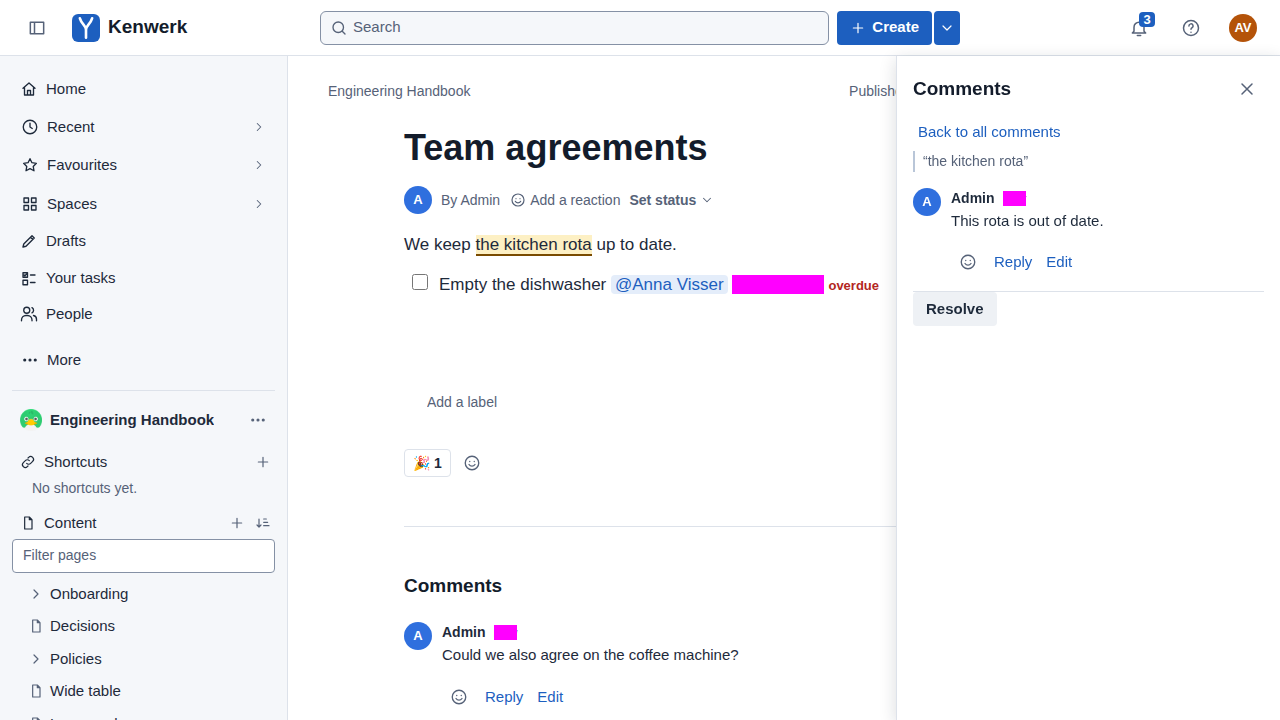 Kenwerk
Search
Create
3
AV
Home
Recent
Favourites
Spaces
Drafts
Your tasks
People
More
Engineering Handbook
Shortcuts
No shortcuts yet.
Content
Filter pages
Onboarding
Decisions
Policies
Wide table
Engineering Handbook
Team agreements
A By Admin Add a reaction Set status
We keep the kitchen rota up to date.
Empty the dishwasher @Anna Visser overdue
Add a label
🎉 1
Comments
A Admin
Could we also agree on the coffee machine?
Reply Edit
Comments
Back to all comments
“the kitchen rota”
A Admin
This rota is out of date.
Reply Edit
Resolve